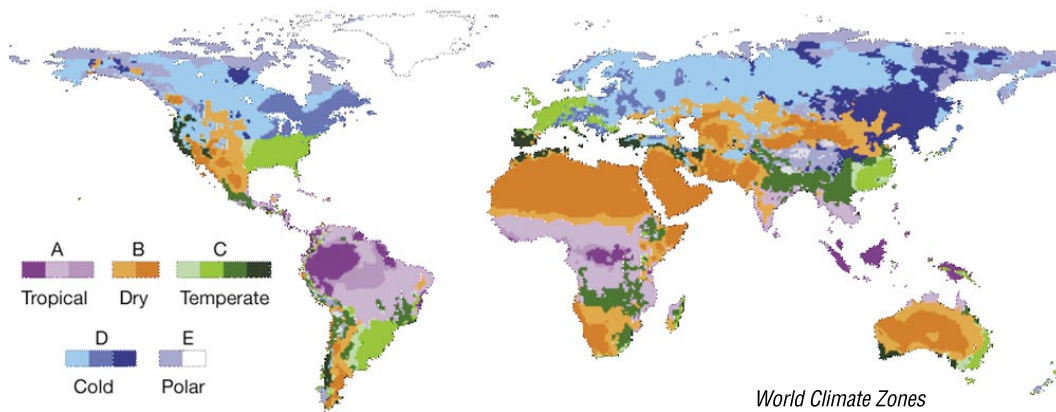 A B C
Tropical Dry Temperate
D E
Cold Polar
World Climate Zones